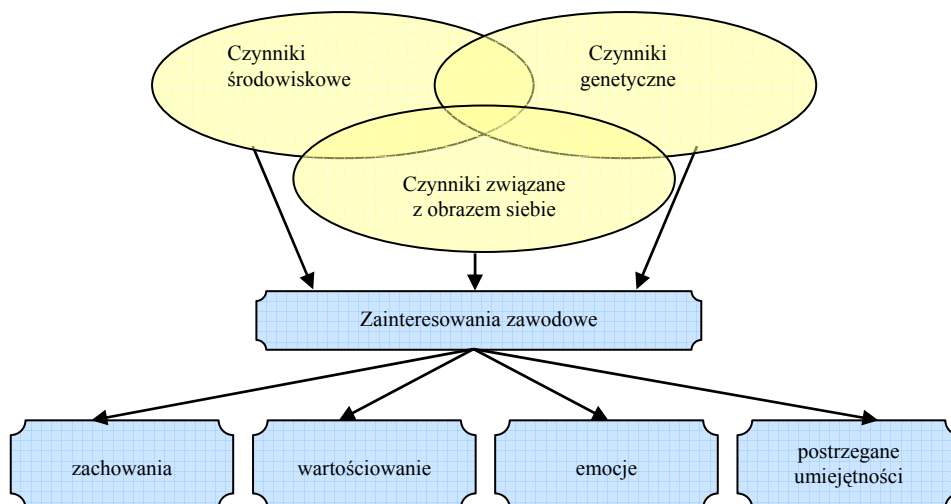 Czynniki
środowiskowe
Czynniki
genetyczne
Czynniki związane
z obrazem siebie
Zainteresowania zawodowe
zachowania
wartościowanie
emocje
postrzegane
umiejętności